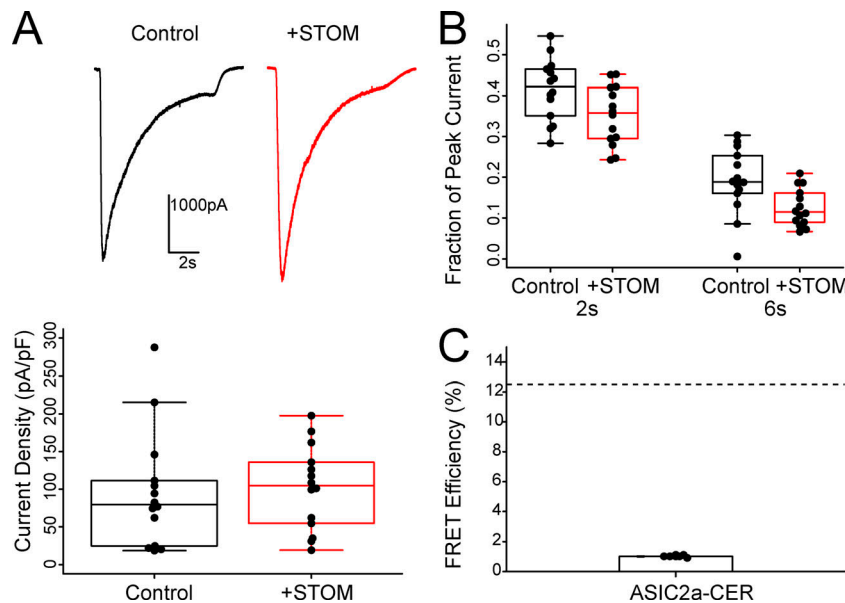 A
Control +STOM
1000pA
2s
Current Density (pA/pF)
0 50 100 150 200 250 300
Control +STOM
B
Fraction of Peak Current
0.0 0.1 0.2 0.3 0.4 0.5
Control +STOM Control +STOM
2s 6s
C
FRET Efficiency (%)
14
12
10
8
6
4
2
0
ASIC2a-CER